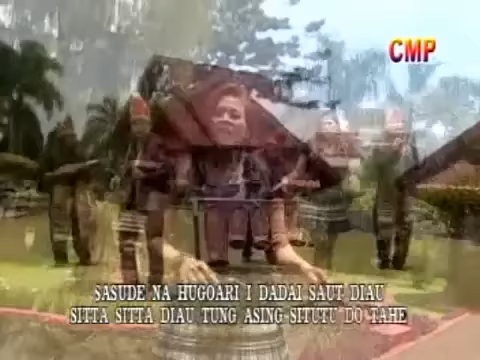 CMP
SASUDE NA HUGOARI I DADAI SAUT DIAU
SITTA SITTA DIAU TUNG ASING SITUTU DO TAHE